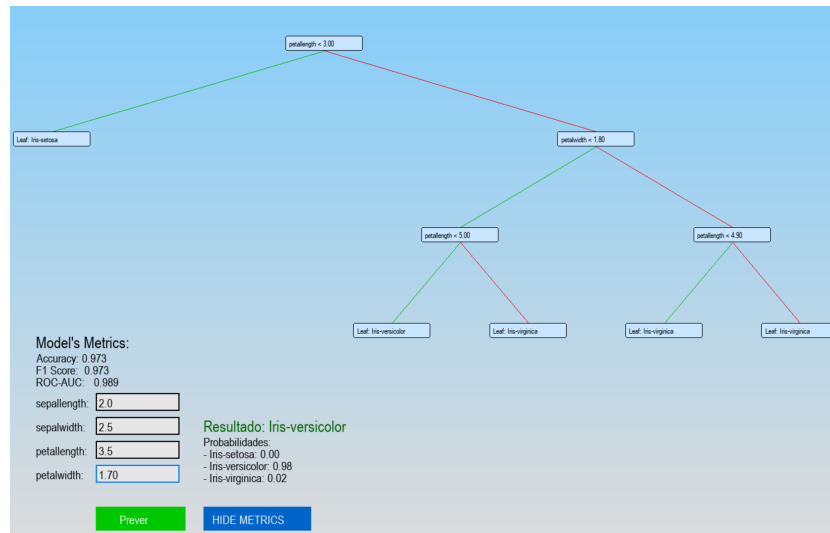 petallength < 3.00
Leaf: Iris-setosa
petalwidth < 1.80
petallength < 5.00
petallength < 4.90
Leaf: Iris-versicolor
Leaf: Iris-virginica
Leaf: Iris-virginica
Leaf: Iris-virginica
Model's Metrics:
Accuracy: 0.973
F1 Score: 0.973
ROC-AUC: 0.989
sepallength: 2.0
sepalwidth: 2.5
petallength: 3.5
petalwidth: 1.70
Resultado: Iris-versicolor
Probabilidades:
- Iris-setosa: 0.00
- Iris-versicolor: 0.98
- Iris-virginica: 0.02
Prever
HIDE METRICS